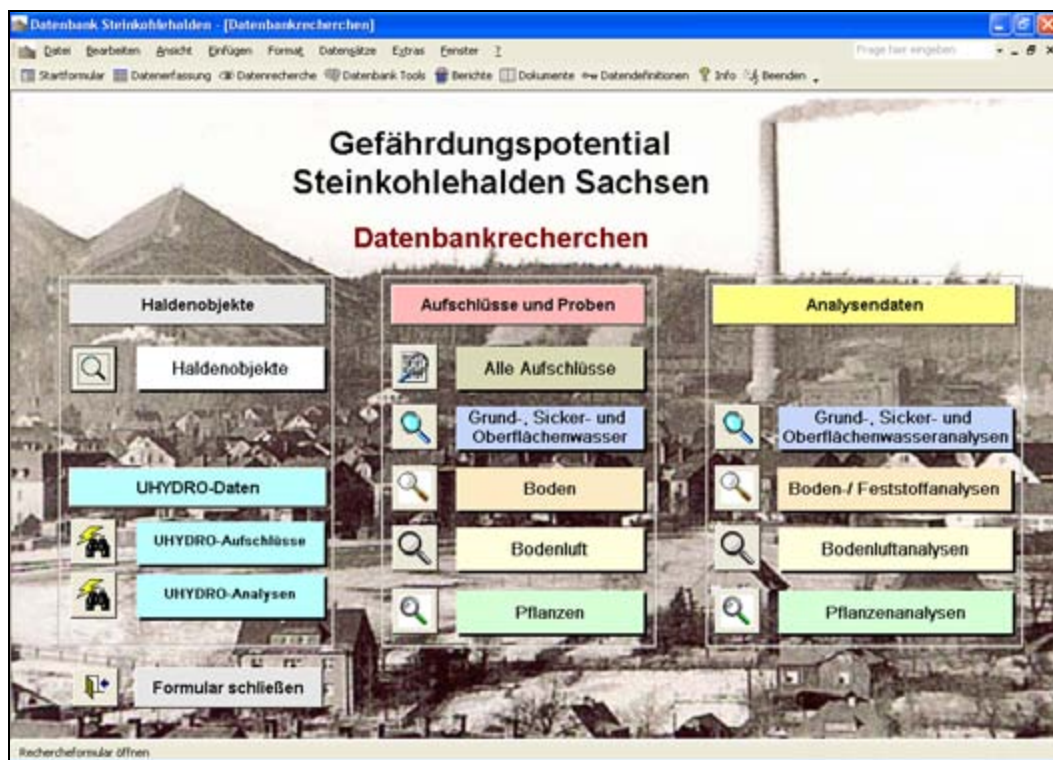 Datenbank Steinkohlehalden - [Datenbankrecherchen]
Datei Bearbeiten Ansicht Einfügen Format Datensätze Extras Fenster ?
Frage hier eingeben
Startformular Datenerfassung Datenrecherche Datenbank Tools Berichte Dokumente Datendefinitionen Info Beenden
Gefährdungspotential
Steinkohlehalden Sachsen
Datenbankrecherchen
Haldenobjekte
Haldenobjekte
UHYDRO-Daten
UHYDRO-Aufschlüsse
UHYDRO-Analysen
Formular schließen
Aufschlüsse und Proben
Alle Aufschlüsse
Grund-, Sicker- und
Oberflächenwasser
Boden
Bodenluft
Pflanzen
Analysendaten
Grund-, Sicker- und
Oberflächenwasseranalysen
Boden-/ Feststoffanalysen
Bodenluftanalysen
Pflanzenanalysen
Rechercheformular öffnen